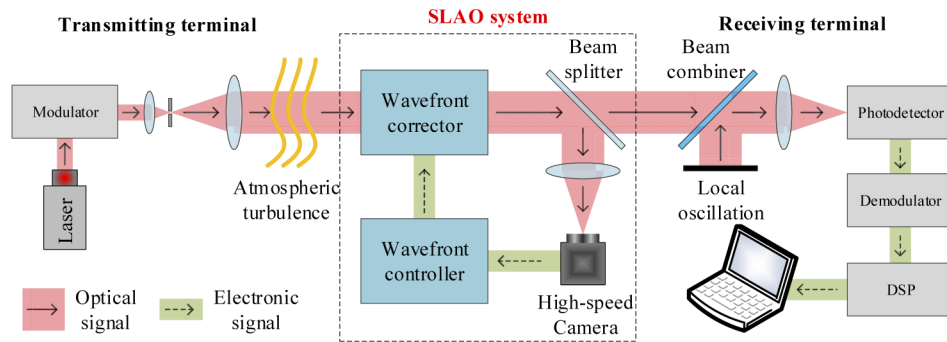 Transmitting terminal
SLAO system
Receiving terminal
Beam
splitter
Beam
combiner
Modulator
Wavefront
corrector
Photodetector
Atmospheric
turbulence
Laser
Local
oscillation
Demodulator
Wavefront
controller
High-speed
Camera
DSP
Optical
signal
Electronic
signal